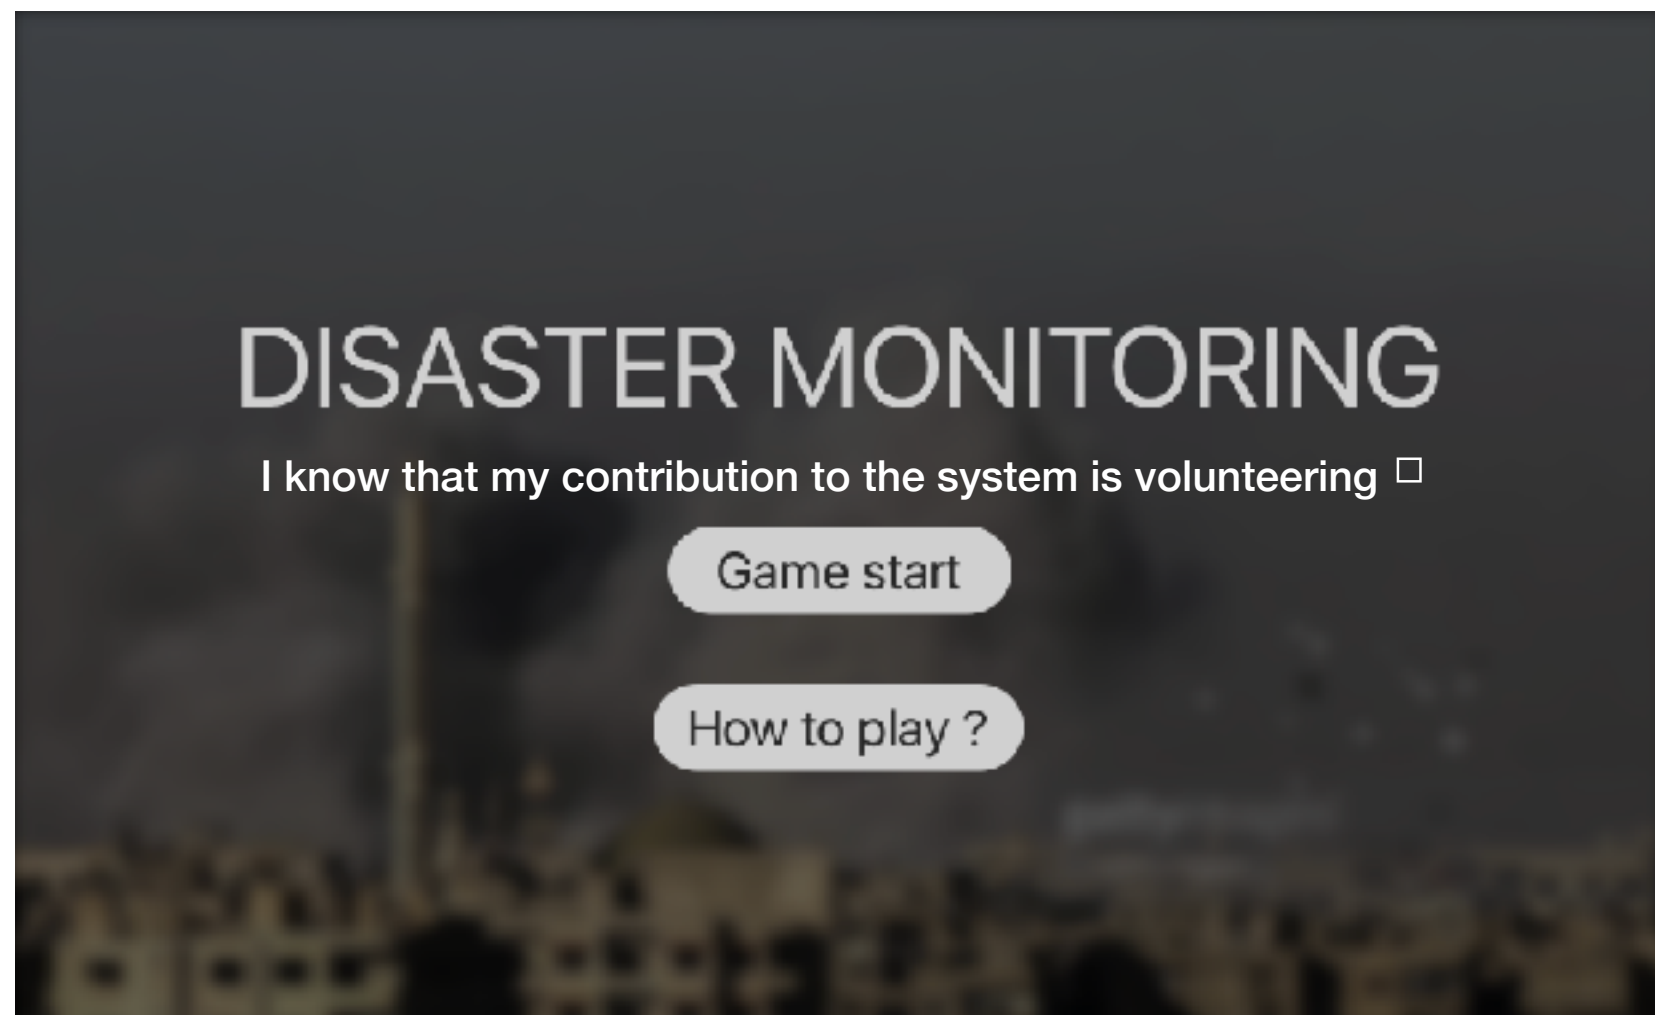 DISASTER MONITORING
I know that my contribution to the system is volunteering
Game start
How to play ?